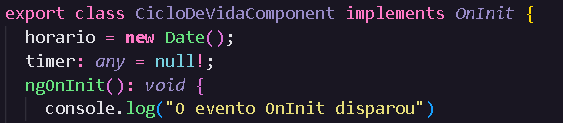 export class CicloDeVidaComponent implements OnInit {
horario = new Date();
timer: any = null!;
ngOnInit(): void {
console.log("O evento OnInit disparou")